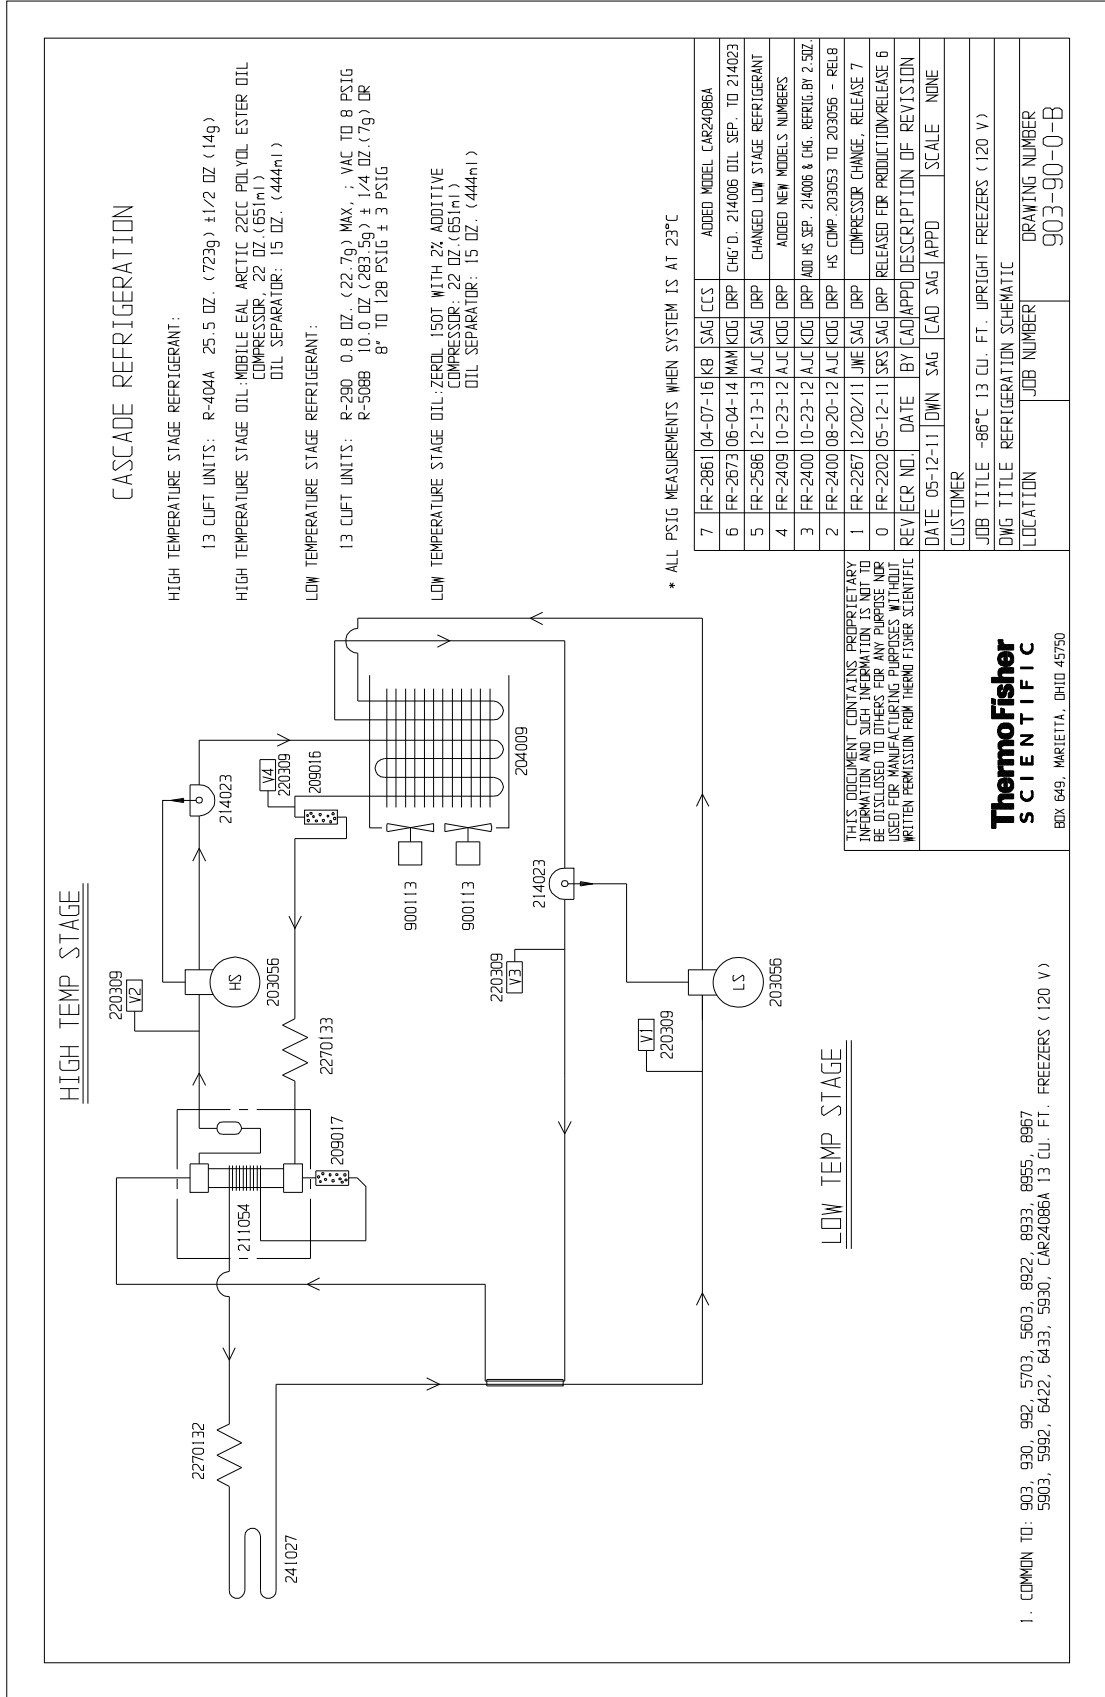 HIGH TEMP STAGE
CASCADE REFRIGERATION
HIGH TEMPERATURE STAGE REFRIGERANT:
13 CUFT UNITS: R-404A 25.5 OZ. (723g) ±1/2 OZ (14g)
HIGH TEMPERATURE STAGE OIL:MOBILE EAL ARCTIC 22CC POLYOL ESTER OIL
COMPRESSOR, 22 OZ.(651ml)
OIL SEPARATOR: 15 OZ. (444ml)
LOW TEMPERATURE STAGE REFRIGERANT:
13 CUFT UNITS: R-290 0.8 OZ. (22.7g) MAX, ; VAC TO 8 PSIG
R-508B 10.0 OZ (283.5g) ± 1/4 OZ.(7g) OR
8" TO 128 PSIG ± 3 PSIG
LOW TEMPERATURE STAGE OIL:ZEROL 150T WITH 2% ADDITIVE
COMPRESSOR: 22 OZ.(651ml)
OIL SEPARATOR: 15 OZ. (444ml)
* ALL PSIG MEASUREMENTS WHEN SYSTEM IS AT 23°C
2270132
241027
211054
209017
220309
V2
HS
203056
2270133
214023
V4
220309
209016
900113
900113
204009
214023
220309
V3
V1
220309
LS
203056
LOW TEMP STAGE
1. COMMON TO: 903, 930, 992, 5703, 5603, 8922, 8933, 8955, 8967
5903, 5992, 6422, 6433, 5930, CAR24086A 13 CU. FT. FREEZERS (120 V)
THIS DOCUMENT CONTAINS PROPRIETARY
INFORMATION AND SUCH INFORMATION IS NOT TO
BE DISCLOSED TO OTHERS FOR ANY PURPOSE NOR
USED FOR MANUFACTURING PURPOSES WITHOUT
WRITTEN PERMISSION FROM THERMO FISHER SCIENTIFIC
ThermoFisher
SCIENTIFIC
BOX 649, MARIETTA, OHIO 45750
7 FR-2861 04-07-16 KB SAG CCS ADDED MODEL CAR24086A
6 FR-2673 06-04-14 MAM KDG DRP CHG'D. 214006 OIL SEP. TO 214023
5 FR-2586 12-13-13 AJC SAG DRP CHANGED LOW STAGE REFRIGERANT
4 FR-2409 10-23-12 AJC KDG DRP ADDED NEW MODELS NUMBERS
3 FR-2400 10-23-12 AJC KDG DRP ADD HS SEP. 214006 & CHG. REFRIG.BY 2.5OZ.
2 FR-2400 08-20-12 AJC KDG DRP HS COMP.203053 TO 203056 - REL8
1 FR-2267 12/02/11 JWE SAG DRP COMPRESSOR CHANGE, RELEASE 7
0 FR-2202 05-12-11 SRS SAG DRP RELEASED FOR PRODUCTION/RELEASE 6
REV ECR NO. DATE BY CAD APPD DESCRIPTION OF REVISION
DATE 05-12-11 DWN SAG CAD SAG APPD SCALE NONE
CUSTOMER
JOB TITLE -86°C 13 CU. FT. UPRIGHT FREEZERS (120 V)
DWG TITLE REFRIGERATION SCHEMATIC
LOCATION JOB NUMBER DRAWING NUMBER
903-90-0-B